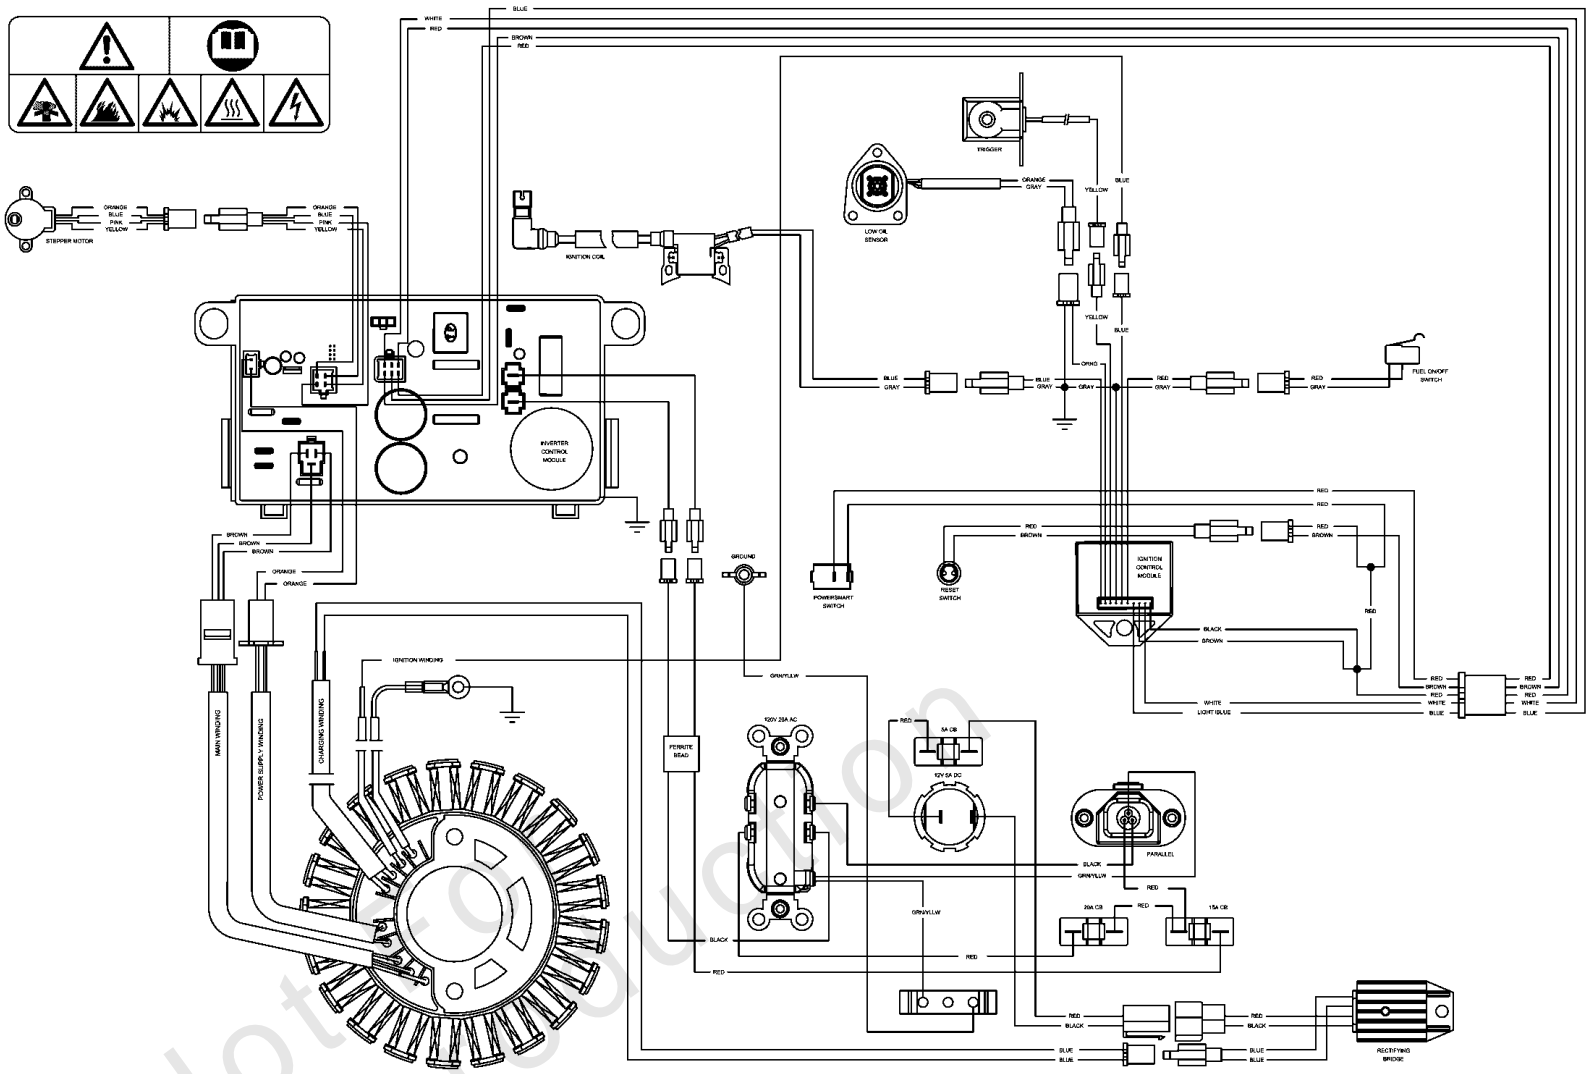 BLUE
WHITE
RED
BROWN
RED
TRIGGER
ORANGE
GRAY
YELLOW
BLUE
LOW OIL
SENSOR
ORANGE
BLUE
PINK
YELLOW
ORANGE
BLUE
PINK
YELLOW
STEPPER MOTOR
IGNITION COIL
YELLOW
BLUE
ORNG
FUEL ON/OFF
SWITCH
BLUE
GRAY
BLUE
GRAY
GRAY
RED
GRAY
RED
GRAY
INVERTER
CONTROL
MODULE
RED
RED
RED
BROWN
RED
BROWN
BROWN
BROWN
BROWN
ORANGE
ORANGE
GROUND
POWERSMART
SWITCH
RESET
SWITCH
IGNITION
CONTROL
MODULE
RED
BLACK
BROWN
IGNITION WINDING
GRN/YLLW
RED
BROWN
RED
WHITE
BLUE
RED
BROWN
RED
WHITE
BLUE
WHITE
LIGHT BLUE
MAIN WINDING
POWER SUPPLY WINDING
CHARGING WINDING
FERRITE
BEAD
120V 20A AC
RED
5A CB
12V 5A DC
PARALLEL
BLACK
GRN/YLLW
RED
GRN/YLLW
20A CB
RED
15A CB
BLACK
RED
RED
RED
BLACK
RED
BLACK
BLUE
BLUE
BLUE
BLUE
RECTIFYING
BRIDGE